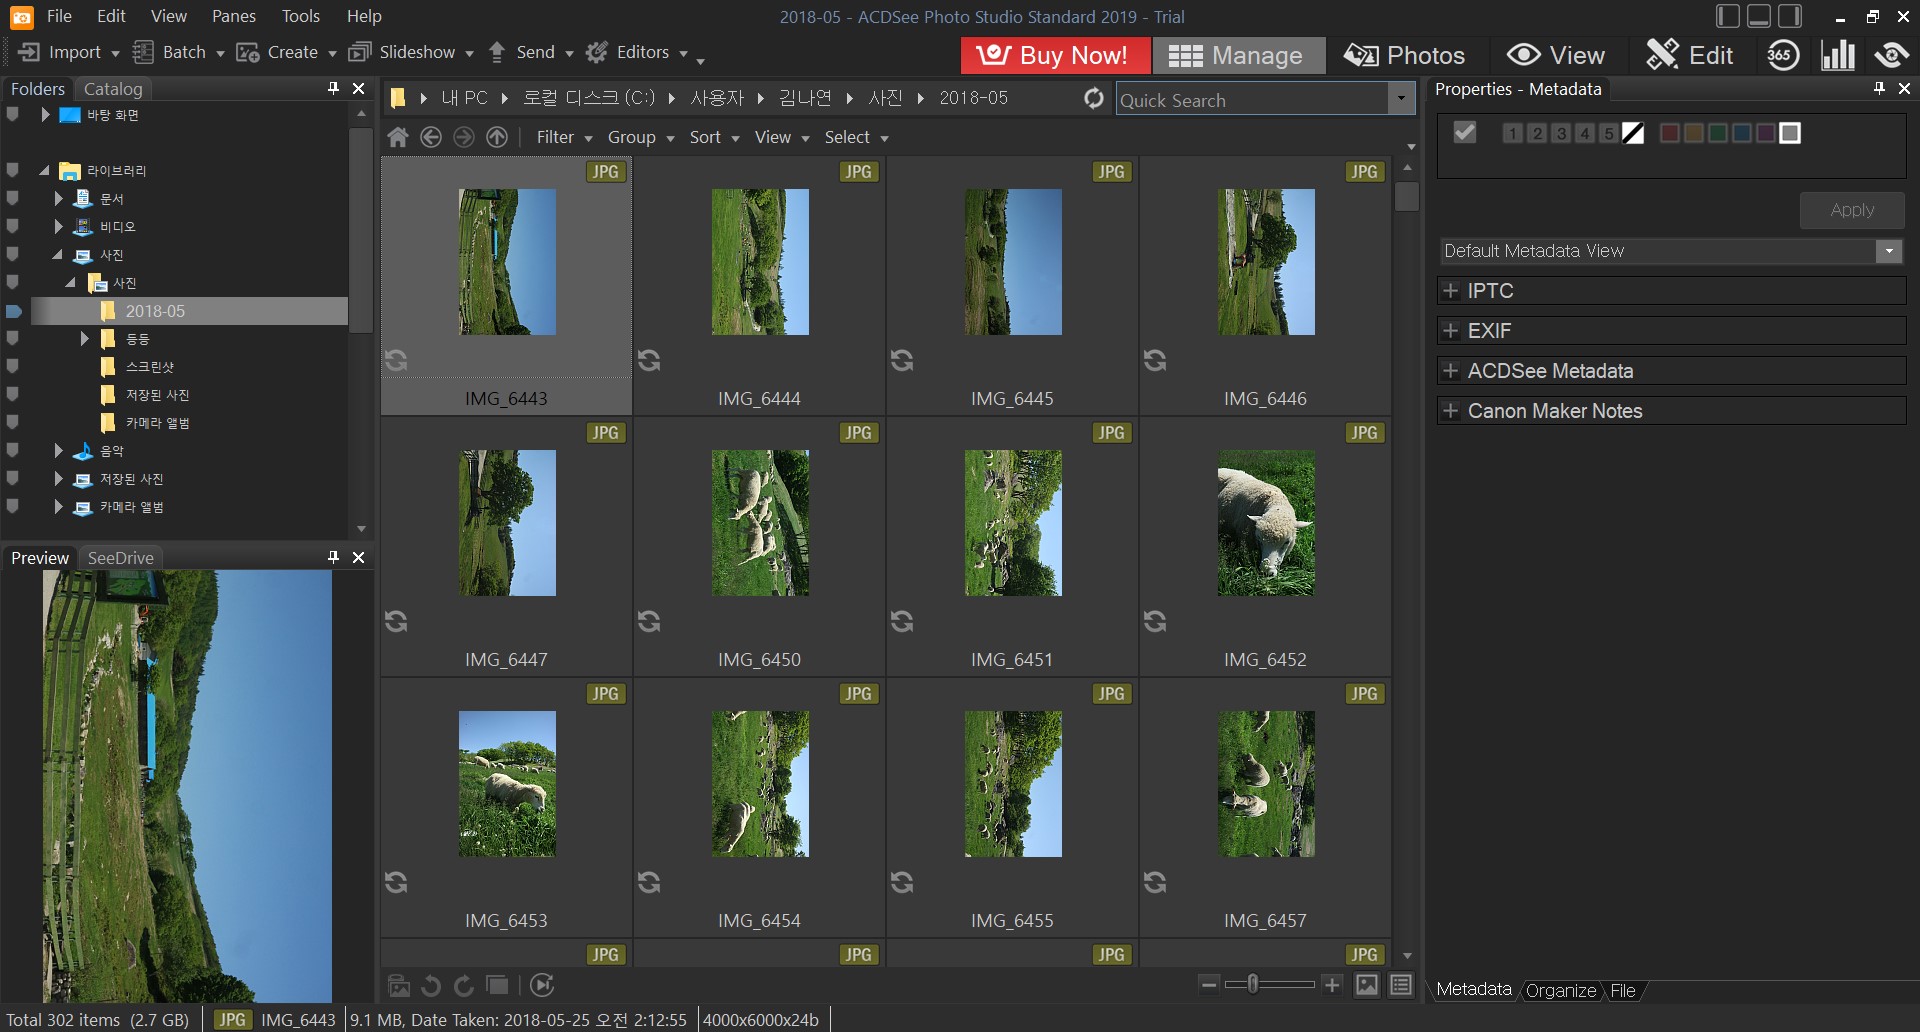 File Edit View Panes Tools Help
2018-05 - ACDSee Photo Studio Standard 2019 - Trial
Import Batch Create Slideshow Send Editors
Buy Now! Manage Photos View Edit 365
Folders Catalog
바탕 화면
라이브러리
문서
비디오
사진
사진
2018-05
등등
스크린샷
저장된 사진
카메라 앨범
음악
저장된 사진
카메라 앨범
Preview SeeDrive
내 PC 로컬 디스크 (C:) 사용자 김나연 사진 2018-05
Quick Search
Filter Group Sort View Select
JPG JPG JPG JPG
IMG_6443 IMG_6444 IMG_6445 IMG_6446
JPG JPG JPG JPG
IMG_6447 IMG_6450 IMG_6451 IMG_6452
JPG JPG JPG JPG
IMG_6453 IMG_6454 IMG_6455 IMG_6457
JPG JPG JPG JPG
Properties - Metadata
1 2 3 4 5
Apply
Default Metadata View
IPTC
EXIF
ACDSee Metadata
Canon Maker Notes
Metadata Organize File
Total 302 items (2.7 GB) JPG IMG_6443 9.1 MB, Date Taken: 2018-05-25 오전 2:12:55 4000x6000x24b